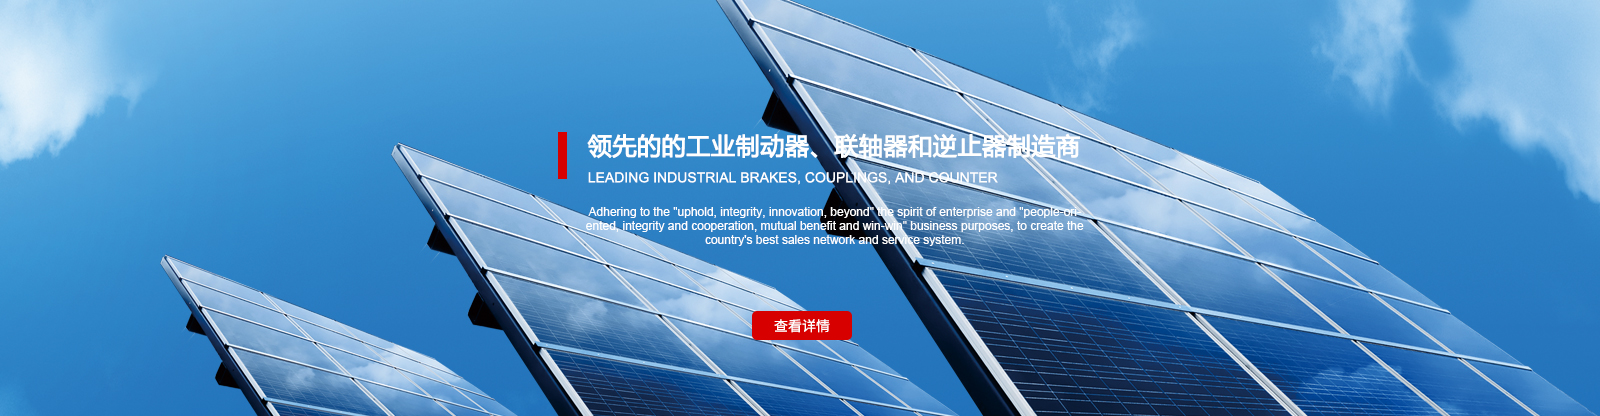 领先的的工业制动器、联轴器和逆止器制造商
LEADING INDUSTRIAL BRAKES, COUPLINGS, AND COUNTER
Adhering to the "uphold, integrity, innovation, beyond" the spirit of enterprise and "people-ori-
ented, integrity and cooperation, mutual benefit and win-win" business purposes, to create the
country's best sales network and service system.
查看详情